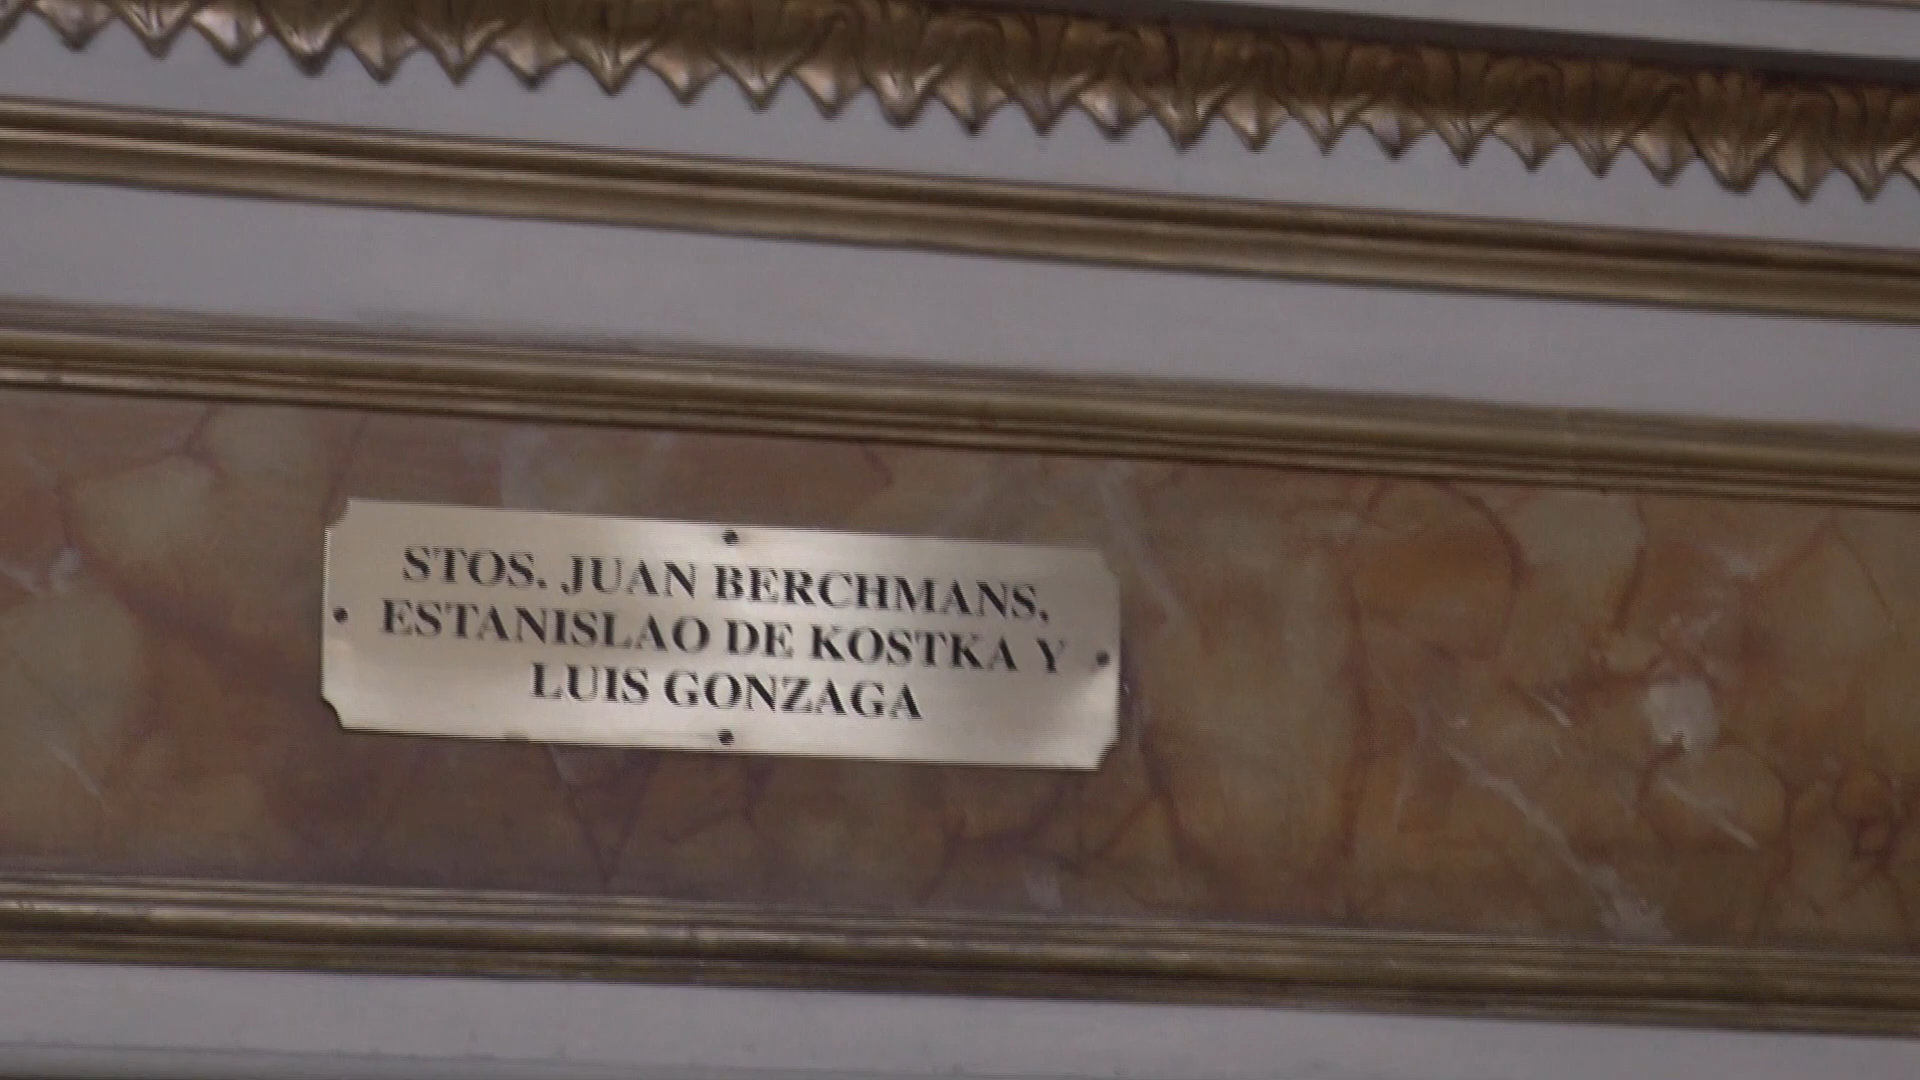 STOS. JUAN BERCHMANS,
ESTANISLAO DE KOSTKA Y
LUIS GONZAGA